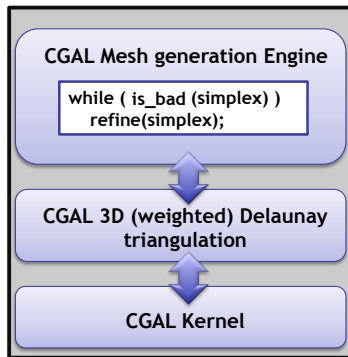 CGAL Mesh generation Engine
while ( is_bad (simplex) )
refine(simplex);
CGAL 3D (weighted) Delaunay
triangulation
CGAL Kernel